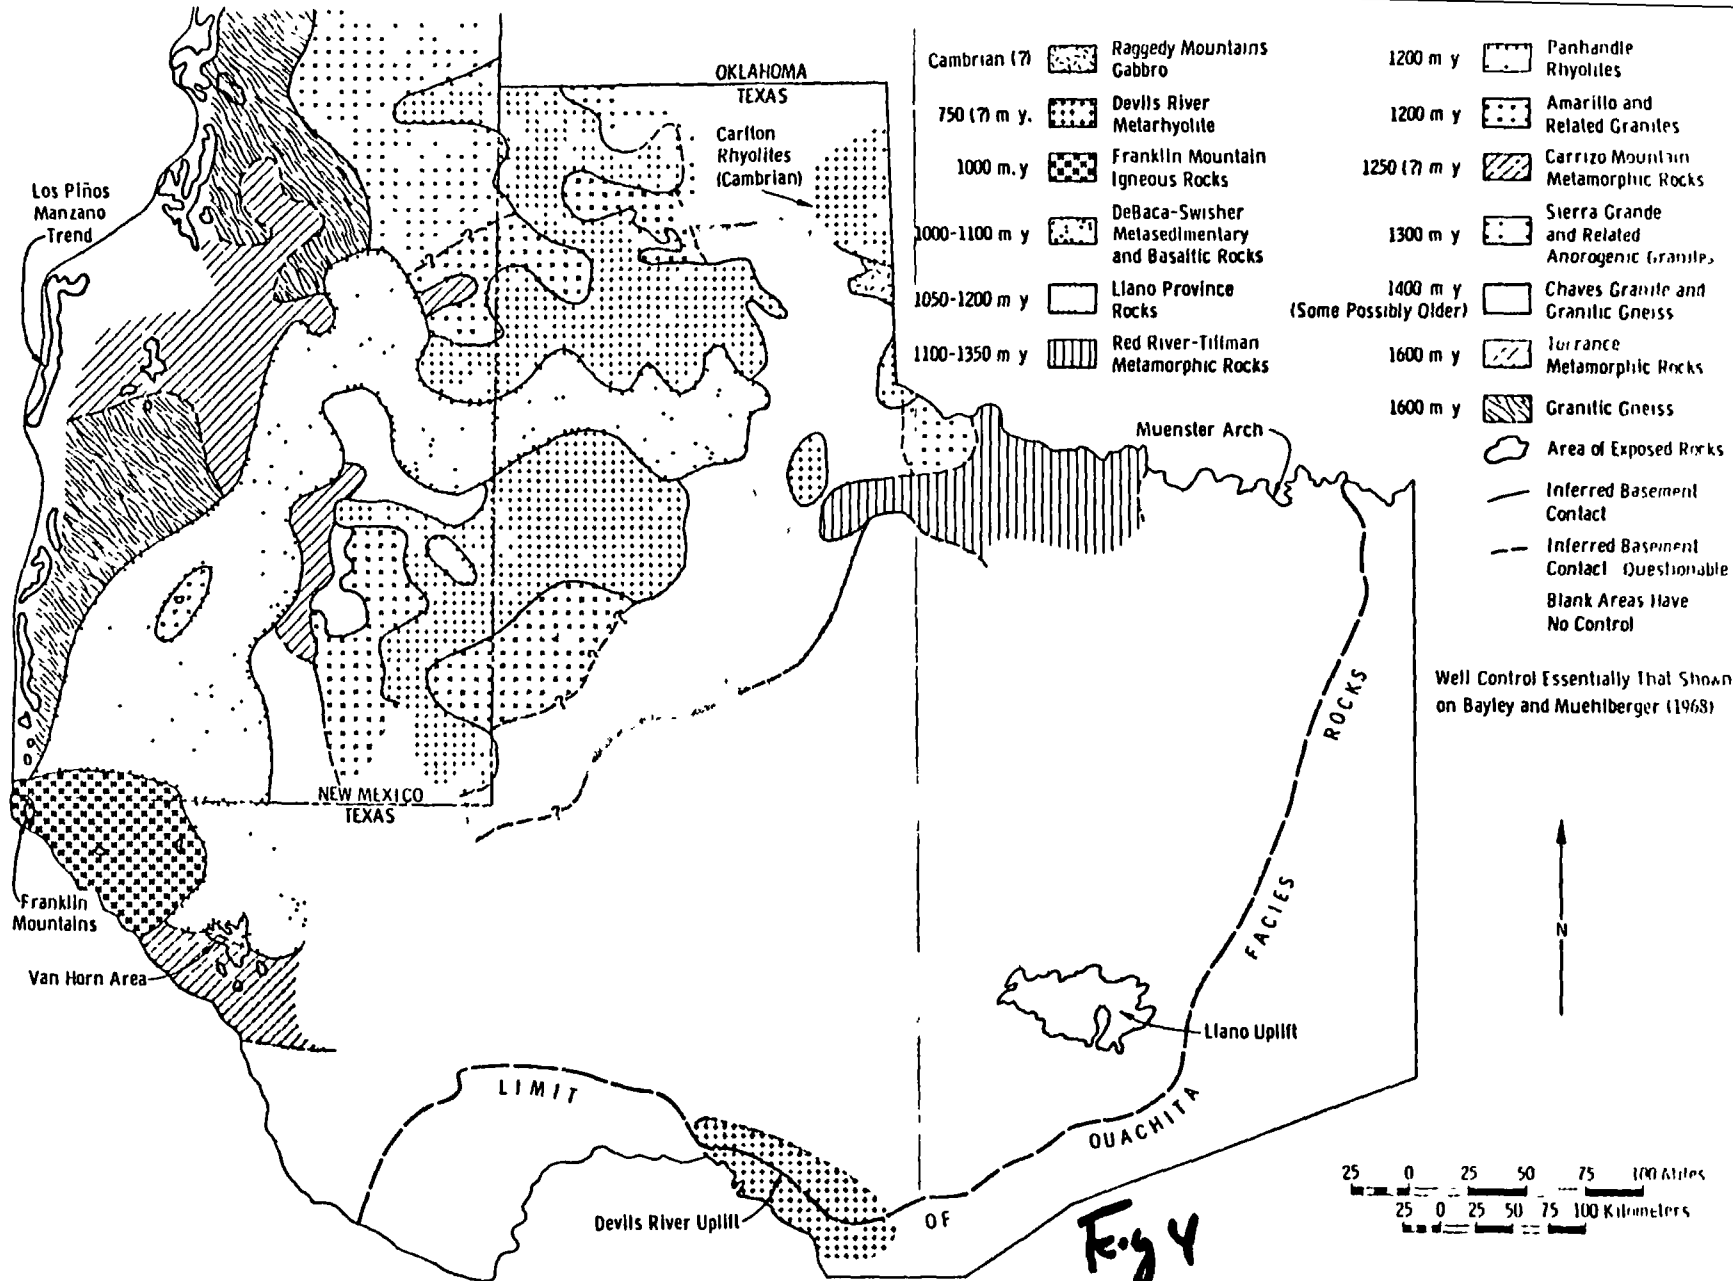 OKLAHOMA
TEXAS
Carlton
Rhyolites
(Cambrian)
Los Piños
Manzano
Trend
Cambrian (?)
Raggedy Mountains
Gabbro
750 (?) m y.
Devils River
Metarhyolite
1000 m. y
Franklin Mountain
Igneous Rocks
1000-1100 m y
DeBaca-Swisher
Metasedimentary
and Basaltic Rocks
1050-1200 m y
Llano Province
Rocks
1100-1350 m y
Red River-Tillman
Metamorphic Rocks
1200 m y
Panhandle
Rhyolites
1200 m y
Amarillo and
Related Granites
1250 (?) m y
Carrizo Mountain
Metamorphic Rocks
1300 m y
Sierra Grande
and Related
Anorogenic Granites
1400 m y
(Some Possibly Older)
Chaves Granite and
Granitic Gneiss
1600 m y
Torrance
Metamorphic Rocks
1600 m y
Granitic Gneiss
Area of Exposed Rocks
Inferred Basement
Contact
Inferred Basement
Contact Questionable
Blank Areas Have
No Control
Well Control Essentially That Shown
on Bayley and Muehlberger (1968)
Muenster Arch
NEW MEXICO
TEXAS
?
?
Franklin
Mountains
Van Horn Area
Llano Uplift
Devils River Uplift
LIMIT
OF
OUACHITA
FACIES
ROCKS
N
25 0 25 50 75 100 Miles
25 0 25 50 75 100 Kilometers
Fig 4